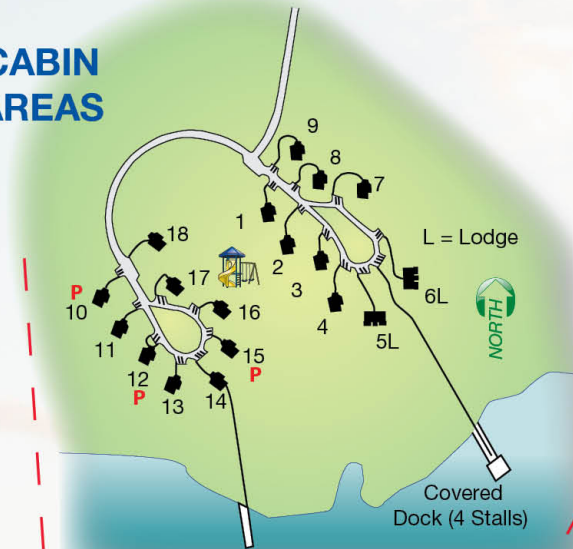 CABIN
AREAS
9
8
7
1
2
3
4
L = Lodge
6L
5L
NORTH
18
17
16
P
10
11
12
P
13
14
15
P
Covered
Dock (4 Stalls)